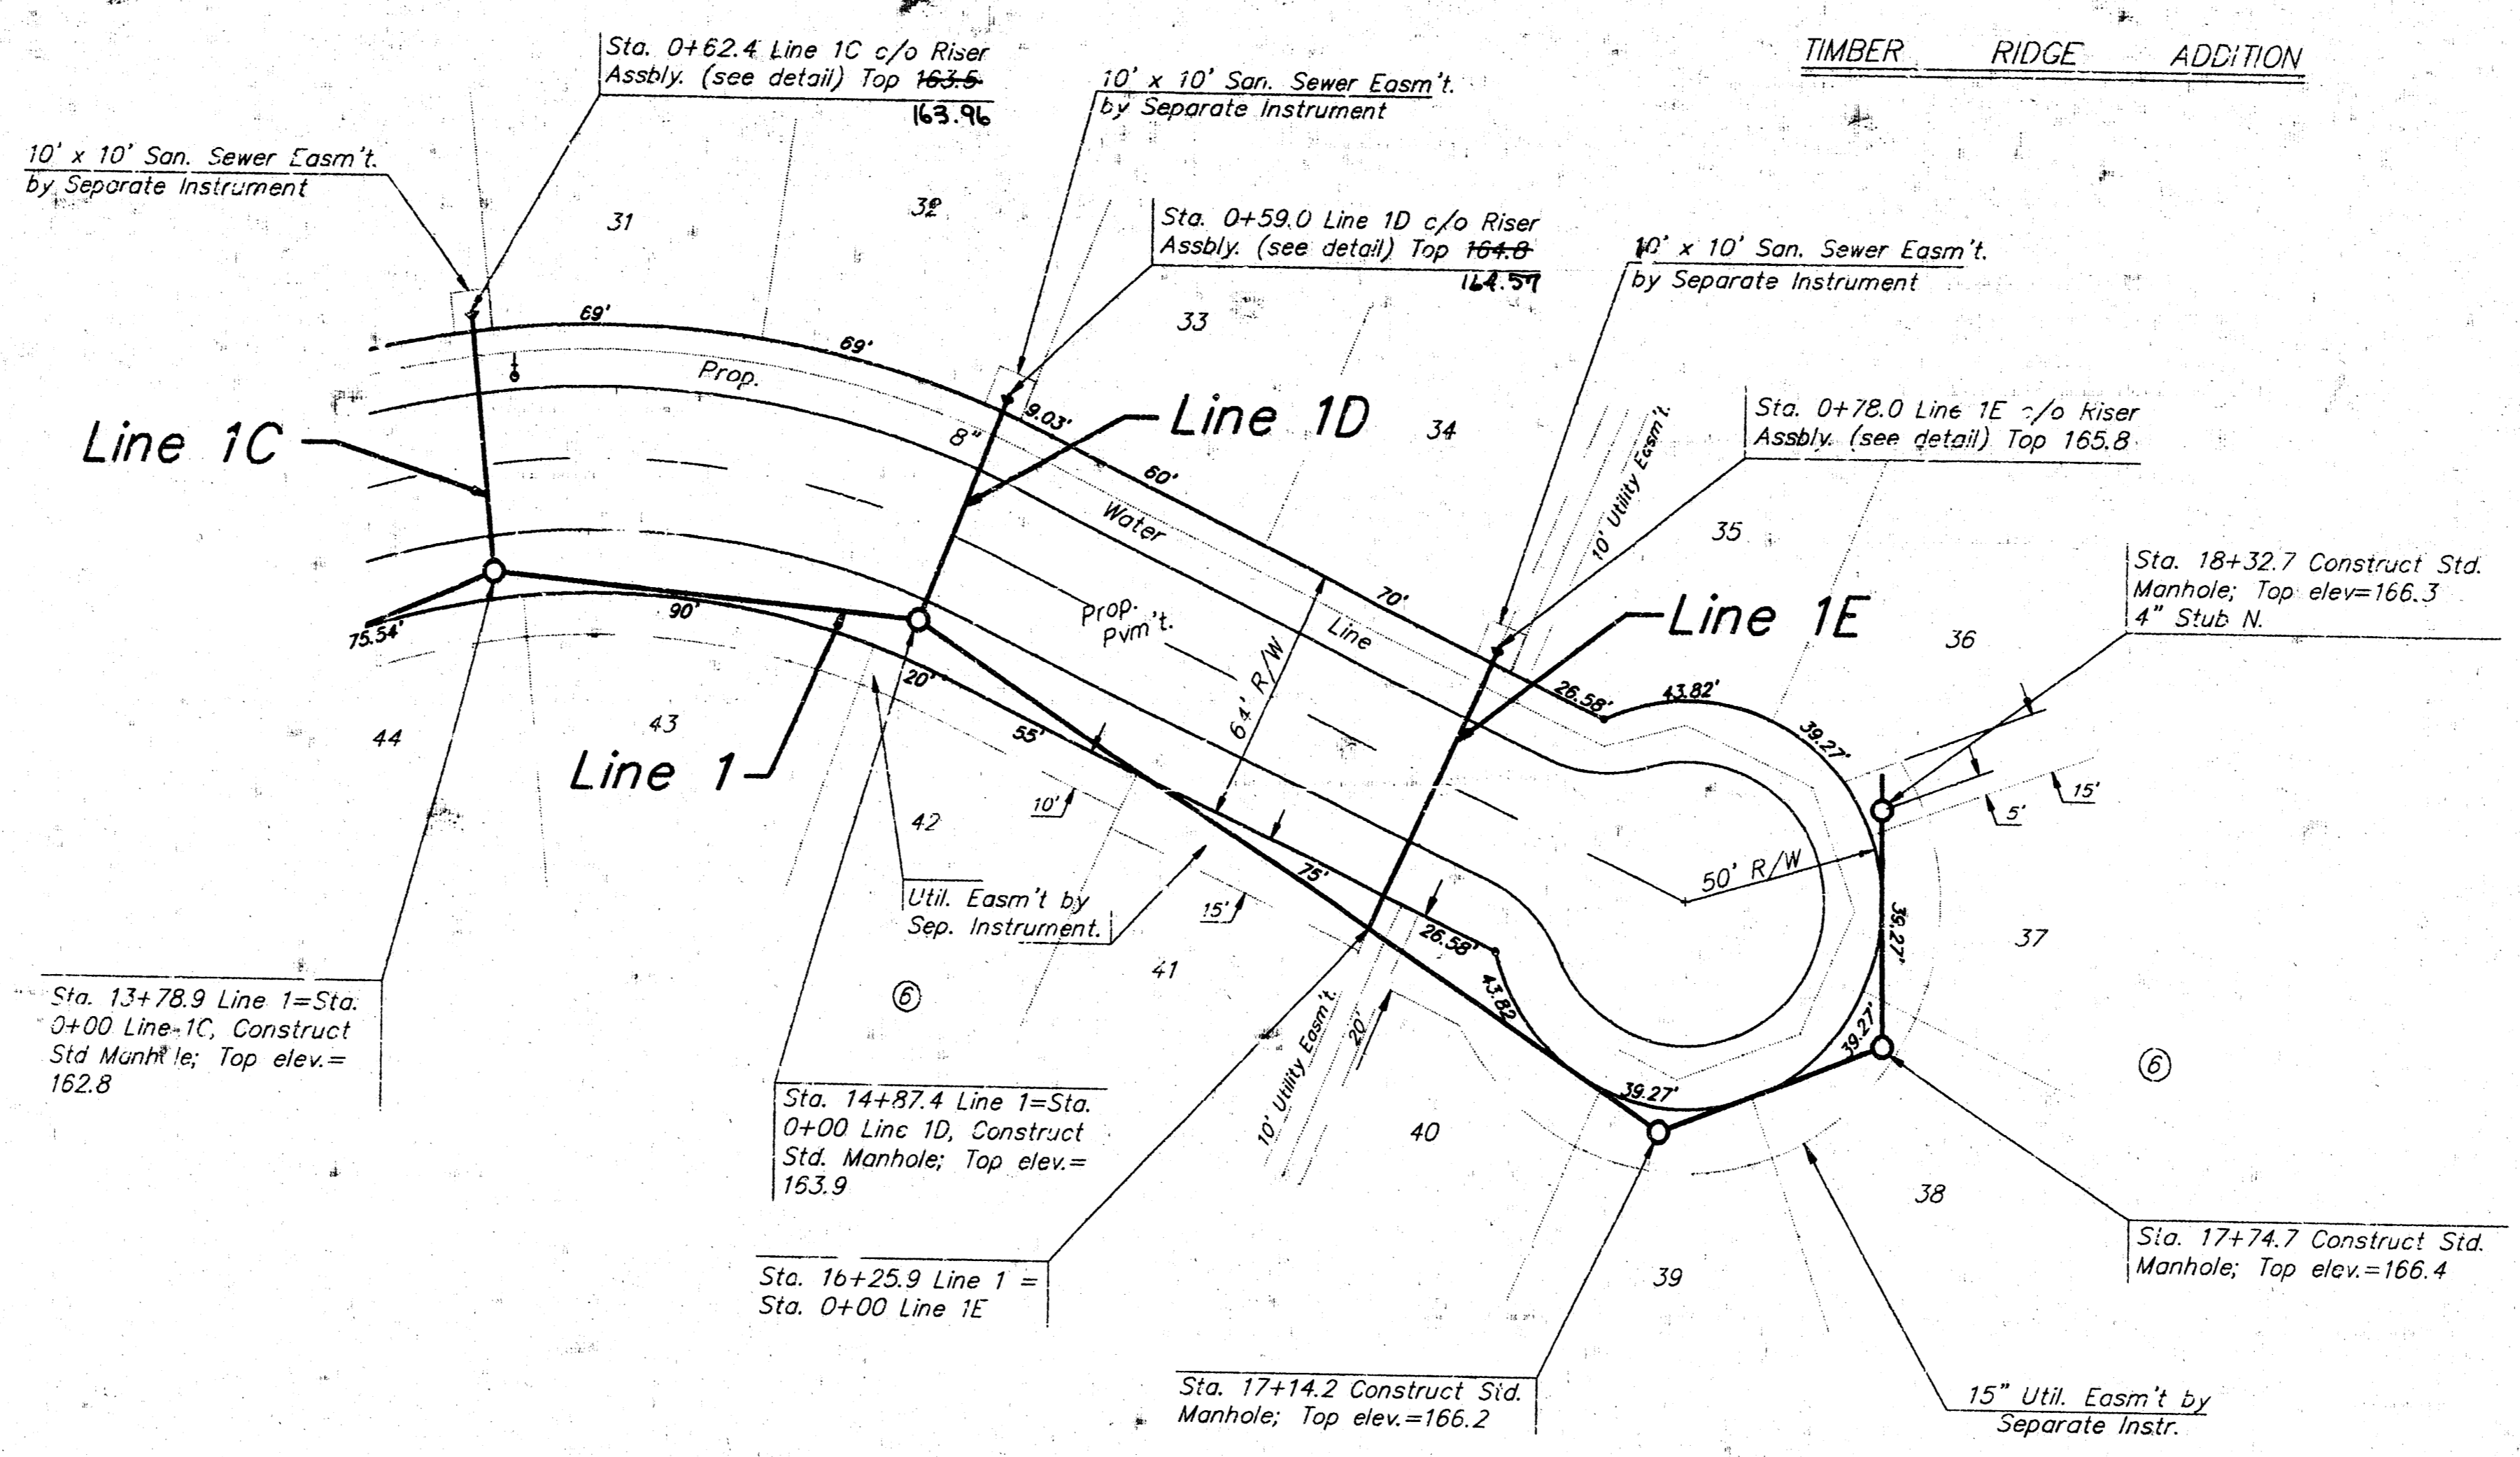 TIMBER RIDGE ADDITION
Sta. 0+62.4 Line 1C c/o Riser
Assbly. (see detail) Top 163.5
163.96
10' x 10' San. Sewer Easm't.
by Separate Instrument
10' x 10' San. Sewer Easm't.
by Separate Instrument
Sta. 0+59.0 Line 1D c/o Riser
Assbly. (see detail) Top 164.8
164.57
10' x 10' San. Sewer Easm't.
by Separate Instrument
Sta. 0+78.0 Line 1E c/o Riser
Assbly. (see detail) Top 165.8
Sta. 18+32.7 Construct Std.
Manhole; Top elev=166.3
4" Stub N.
31
32
33
34
35
36
37
38
39
40
41
42
43
44
6
6
69'
69'
9.03'
60'
70'
26.58'
43.82'
39.27'
39.27'
39.27'
39.27'
43.82
26.58'
75'
55'
20'
90'
75.54'
Prop.
8"
Water
Line
Prop.
Pvm't.
64' R/W
50' R/W
Line 1C
Line 1D
Line 1E
Line 1
10' Utility Easm't.
10' Utility Easm't.
10'
15'
20'
5'
15'
Util. Easm't by
Sep. Instrument.
Sta. 13+78.9 Line 1=Sta.
0+00 Line 1C, Construct
Std Manhole; Top elev.=
162.8
Sta. 14+87.4 Line 1=Sta.
0+00 Line 1D, Construct
Std. Manhole; Top elev.=
163.9
Sta. 16+25.9 Line 1 =
Sta. 0+00 Line 1E
Sta. 17+14.2 Construct Std.
Manhole; Top elev.=166.2
Sta. 17+74.7 Construct Std.
Manhole; Top elev.=166.4
15" Util. Easm't by
Separate Instr.